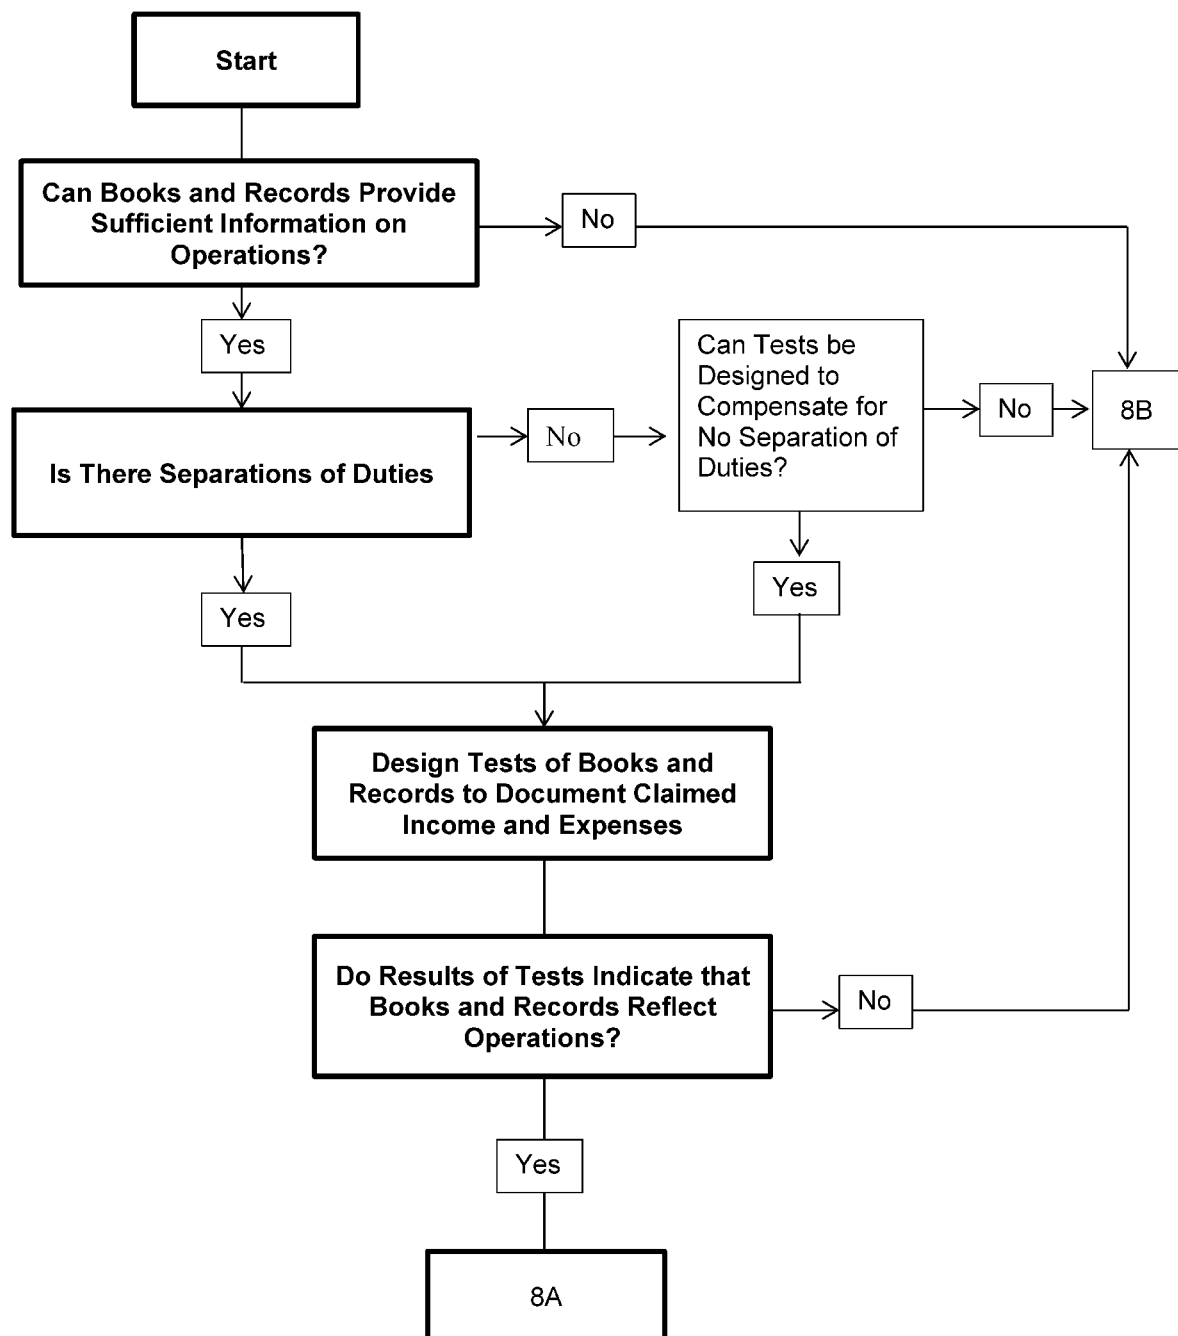 Start
Can Books and Records Provide
Sufficient Information on
Operations?
No
Yes
Can Tests be
Designed to
Compensate for
No Separation of
Duties?
No
8B
Is There Separations of Duties
No
Yes
Yes
Design Tests of Books and
Records to Document Claimed
Income and Expenses
Do Results of Tests Indicate that
Books and Records Reflect
Operations?
No
Yes
8A